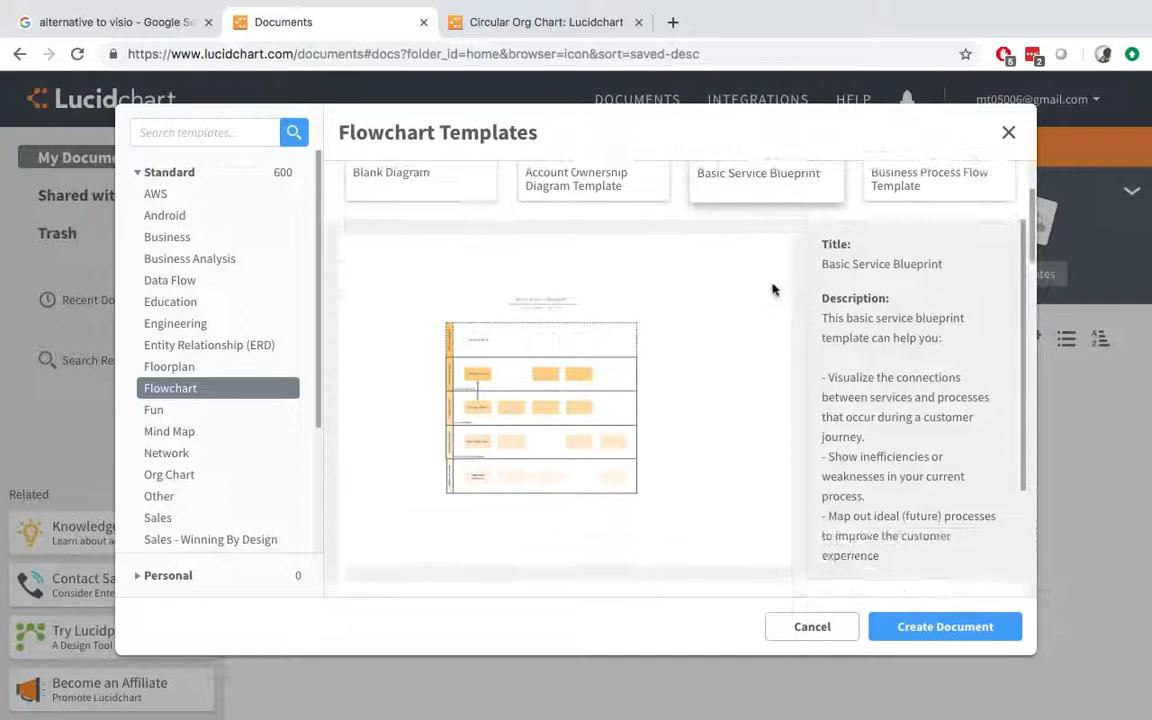 alternative to visio - Google Se
Documents
Circular Org Chart: Lucidchart
https://www.lucidchart.com/documents#docs?folder_id=home&browser=icon&sort=saved-desc
5
2
Lucidchart
DOCUMENTS
INTEGRATIONS
HELP
mt05006@gmail.com
My Docume
Shared with
Trash
Recent Do
Search Re
Related
Knowledge
Learn about a
Contact Sa
Consider Ente
Try Lucidp
A Design Tool
Become an Affiliate
Promote Lucidchart
Search templates...
Standard 600
AWS
Android
Business
Business Analysis
Data Flow
Education
Engineering
Entity Relationship (ERD)
Floorplan
Flowchart
Fun
Mind Map
Network
Org Chart
Other
Sales
Sales - Winning By Design
Personal 0
Flowchart Templates
Blank Diagram
Account Ownership
Diagram Template
Basic Service Blueprint
Business Process Flow
Template
Title:
Basic Service Blueprint
Description:
This basic service blueprint
template can help you:
- Visualize the connections
between services and processes
that occur during a customer
journey.
- Show inefficiencies or
weaknesses in your current
process.
- Map out ideal (future) processes
to improve the customer
experience
Cancel
Create Document
ates